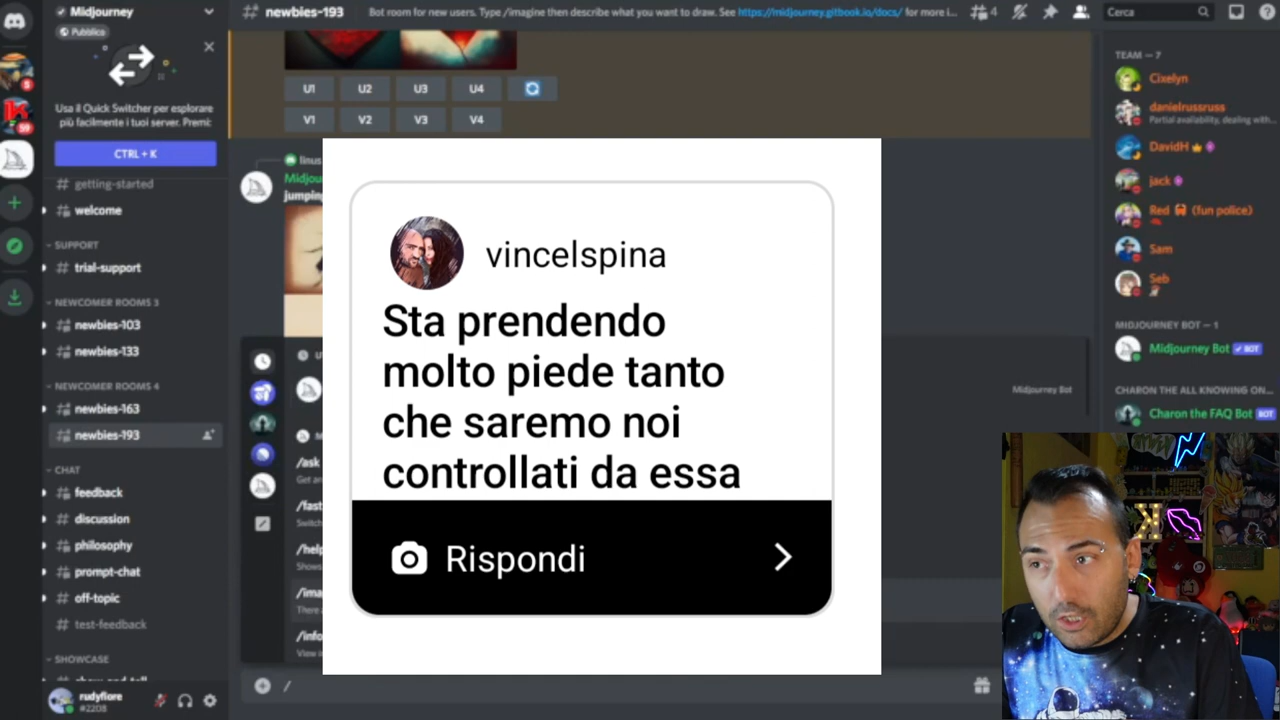 Midjourney
Pubblico
Usa il Quick Switcher per esplorare
più facilmente i tuoi server. Premi:
CTRL + K
# getting-started
welcome
SUPPORT
trial-support
NEWCOMER ROOMS 3
newbies-103
newbies-133
NEWCOMER ROOMS 4
newbies-163
newbies-193
CHAT
feedback
discussion
philosophy
prompt-chat
off-topic
test-feedback
SHOWCASE
rudyfiore
#2208
newbies-193
Bot room for new users. Type /imagine then describe what you want to draw. See https://midjourney.gitbook.io/docs/ for more i...
4
Cerca
U1 U2 U3 U4
V1 V2 V3 V4
linus
Midjou
jumping
vincelspina
Sta prendendo
molto piede tanto
che saremo noi
controllati da essa
Rispondi
Midjourney Bot
/ask
/fast
Switch
/help
Shows
/ima
There
/info
View
/
TEAM — 7
Cixelyn
danielrussruss
Partial availability, dealing with...
DavidH
jack
Red (fun police)
Sam
Seb
MIDJOURNEY BOT — 1
Midjourney Bot BOT
CHARON THE ALL KNOWING ON...
Charon the FAQ Bot BOT